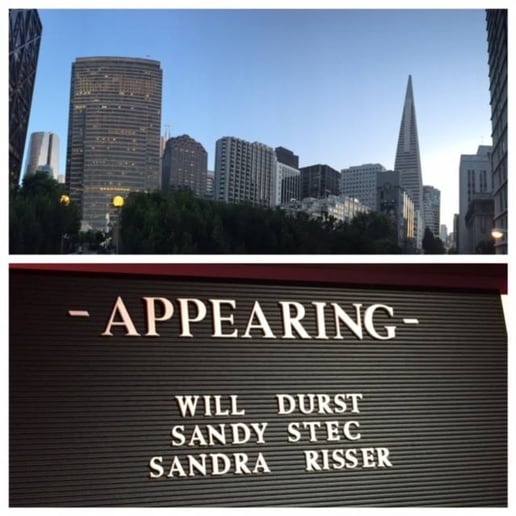 - APPEARING -
WILL DURST
SANDY STEC
SANDRA RISSER